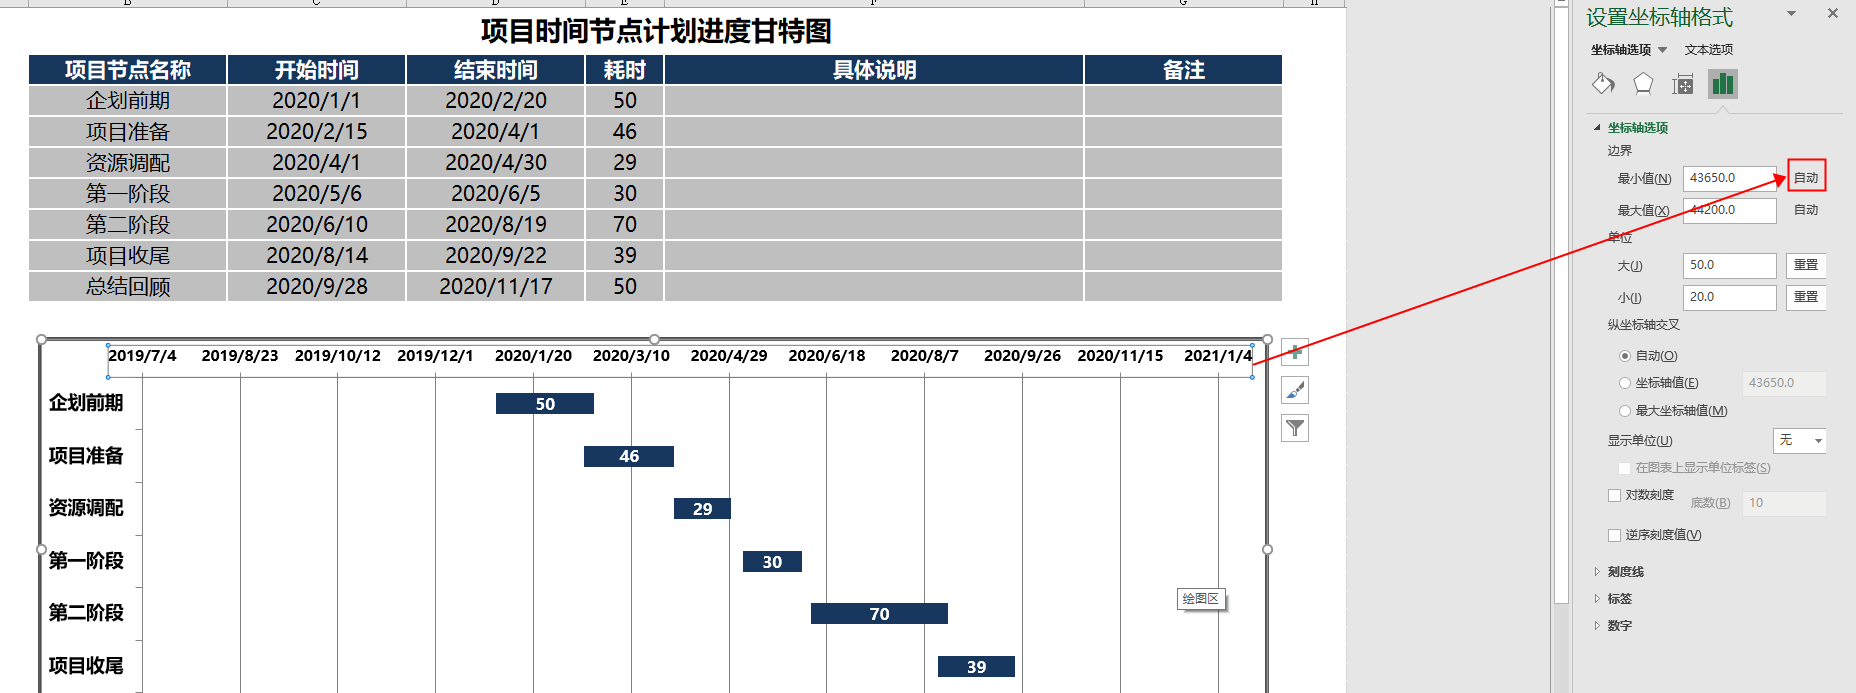 B C D E F G H
项目时间节点计划进度甘特图
项目节点名称 开始时间 结束时间 耗时 具体说明 备注
企划前期 2020/1/1 2020/2/20 50
项目准备 2020/2/15 2020/4/1 46
资源调配 2020/4/1 2020/4/30 29
第一阶段 2020/5/6 2020/6/5 30
第二阶段 2020/6/10 2020/8/19 70
项目收尾 2020/8/14 2020/9/22 39
总结回顾 2020/9/28 2020/11/17 50
2019/7/4 2019/8/23 2019/10/12 2019/12/1 2020/1/20 2020/3/10 2020/4/29 2020/6/18 2020/8/7 2020/9/26 2020/11/15 2021/1/4
企划前期 50
项目准备 46
资源调配 29
第一阶段 30
第二阶段 70
绘图区
项目收尾 39
设置坐标轴格式
坐标轴选项 文本选项
坐标轴选项
边界
最小值(N) 43650.0 自动
最大值(X) 44200.0 自动
单位
大(J) 50.0 重置
小(I) 20.0 重置
纵坐标轴交叉
自动(O)
坐标轴值(E) 43650.0
最大坐标轴值(M)
显示单位(U) 无
在图表上显示单位标签(S)
对数刻度 底数(B) 10
逆序刻度值(V)
刻度线
标签
数字